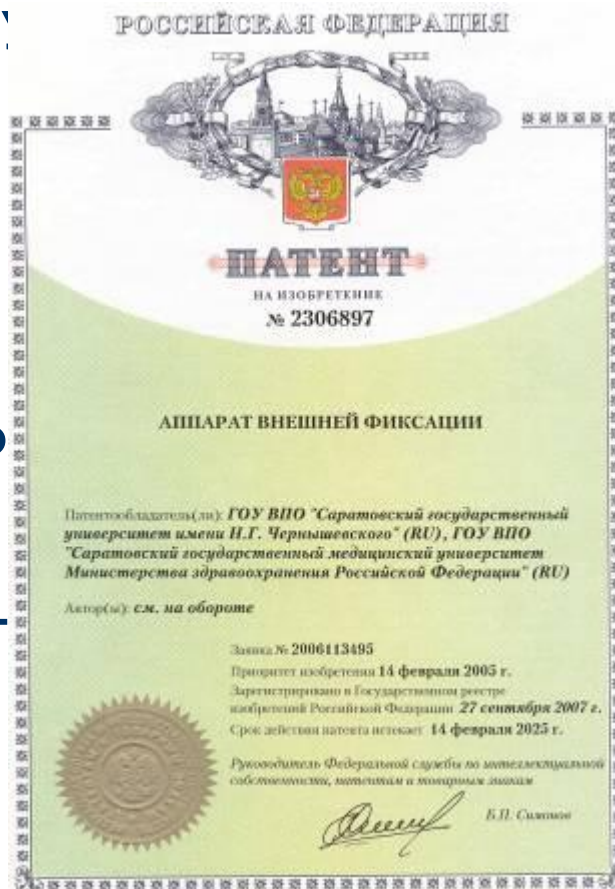 РОССИЙСКАЯ ФЕДЕРАЦИЯ
ПАТЕНТ
НА ИЗОБРЕТЕНИЕ
№ 2306897
АППАРАТ ВНЕШНЕЙ ФИКСАЦИИ
Патентообладатель(ли): ГОУ ВПО "Саратовский государственный
университет имени Н.Г. Чернышевского" (RU), ГОУ ВПО
"Саратовский государственный медицинский университет
Министерства здравоохранения Российской Федерации" (RU)
Автор(ы): см. на обороте
Заявка № 2006113495
Приоритет изобретения 14 февраля 2005 г.
Зарегистрировано в Государственном реестре
изобретений Российской Федерации 27 сентября 2007 г.
Срок действия патента истекает 14 февраля 2025 г.
Руководитель Федеральной службы по интеллектуальной
собственности, патентам и товарным знакам
Б.П. Симонов